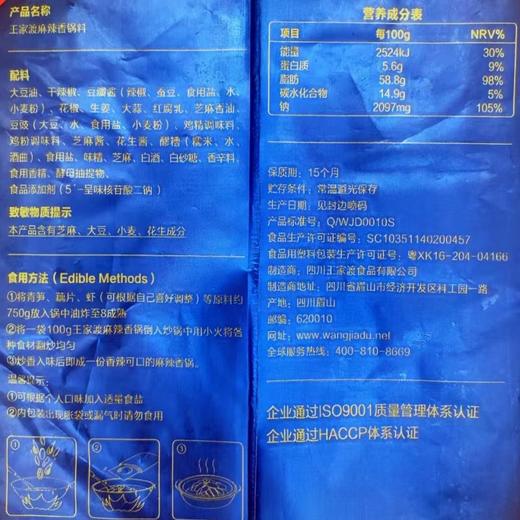 产品名称
王家渡麻辣香锅料
配料
大豆油、干辣椒、豆瓣酱(辣椒、蚕豆、食用盐、水、
小麦粉)、花椒、生姜、大蒜、红腐乳、芝麻香油、
豆豉(大豆、水、食用盐、小麦粉)、鸡精调味料、
鸡粉调味料、芝麻酱、花生酱、醪糟(糯米、水、
酒曲)、食用盐、味精、芝麻、白酒、白砂糖、香辛料、
食用香精、酵母抽提物、
食品添加剂(5'-呈味核苷酸二钠)
致敏物质提示
本产品含有芝麻、大豆、小麦、花生成分
食用方法(Edible Methods)
①将青笋、藕片、虾(可根据自己喜好调整)等原料约
750g放入锅中油炸至8成熟
②将一袋100g王家渡麻辣香锅倒入炒锅中用小火将各
种食材翻炒均匀
③炒香入味后即成一份香辣可口的麻辣香锅。
温馨提示:
①可根据个人口味加入适量食盐
②内包装出现胀袋或漏气时请勿食用
① ② ③
营养成分表
项目 每100g NRV%
能量 2524kJ 30%
蛋白质 5.6g 9%
脂肪 58.8g 98%
碳水化合物 14.9g 5%
钠 2097mg 105%
保质期:15个月
贮存条件:常温避光保存
生产日期:见封边喷码
产品标准号:Q/WJD0010S
食品生产许可证编号:SC10351140200457
食品用塑料包装生产许可证编号:粤XK16-204-04166
制造商:四川王家渡食品有限公司
制造商地址:四川省眉山市经济开发区科工园一路
产地:四川眉山
邮编:620010
网址:www.wangjiadu.net
全球服务热线:400-810-8669
企业通过ISO9001质量管理体系认证
企业通过HACCP体系认证